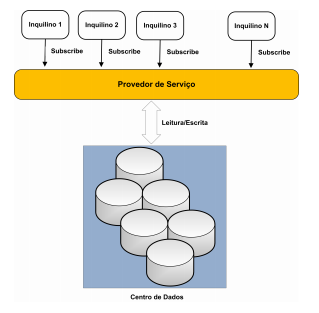 Inquilino 1
Inquilino 2
Inquilino 3
Inquilino N
Subscribe
Subscribe
Subscribe
Subscribe
Provedor de Serviço
Leitura/Escrita
Centro de Dados